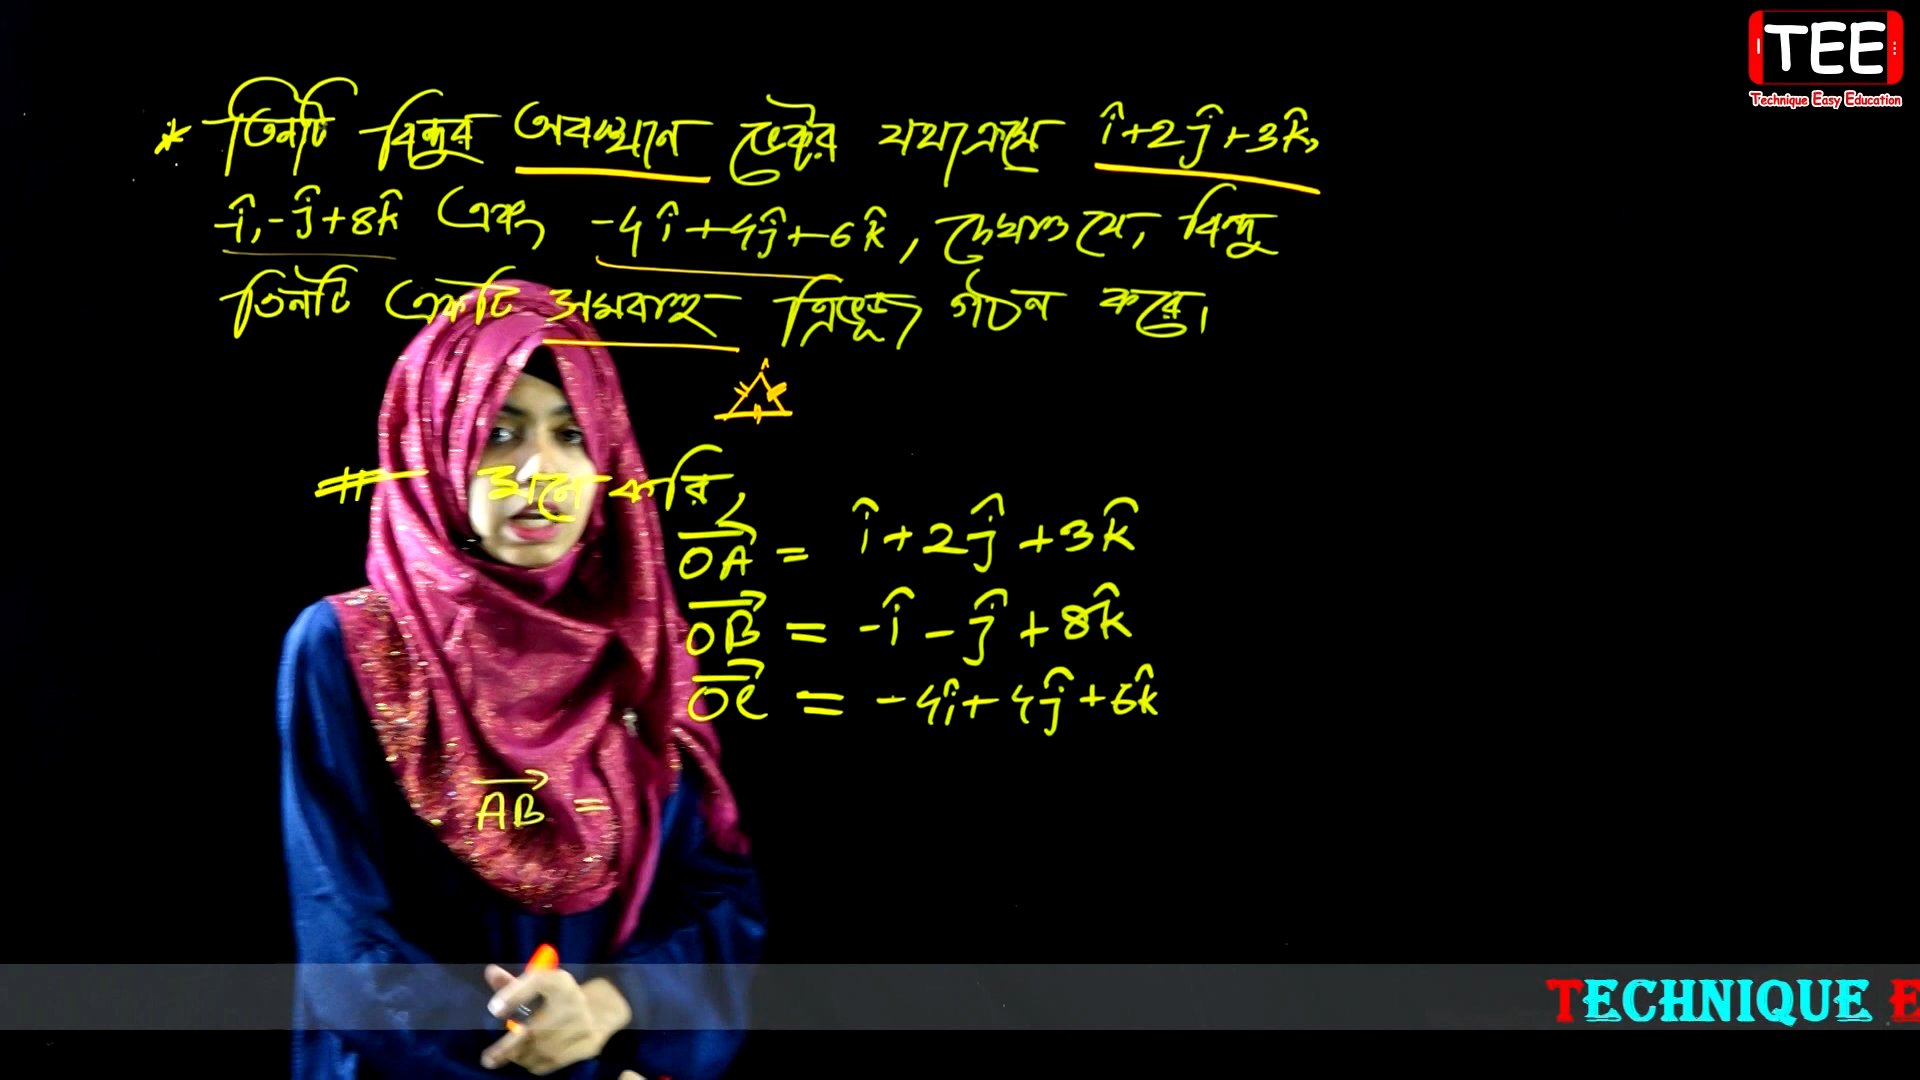 TEE
Technique Easy Education
* তিনটি বিন্দুর অবস্থান ভেক্টর যথাক্রমে î+2ĵ+3k̂,
-î,-ĵ+8k̂ এবং -4î+4ĵ+6k̂, দেখাও যে, বিন্দু
তিনটি একটি সমবাহু ত্রিভূজ গঠন করে।
# মনে করি,
OA⃗ = î+2ĵ+3k̂
OB⃗ = -î-ĵ+8k̂
OC⃗ = -4î+4ĵ+6k̂
AB⃗ =
TECHNIQUE E